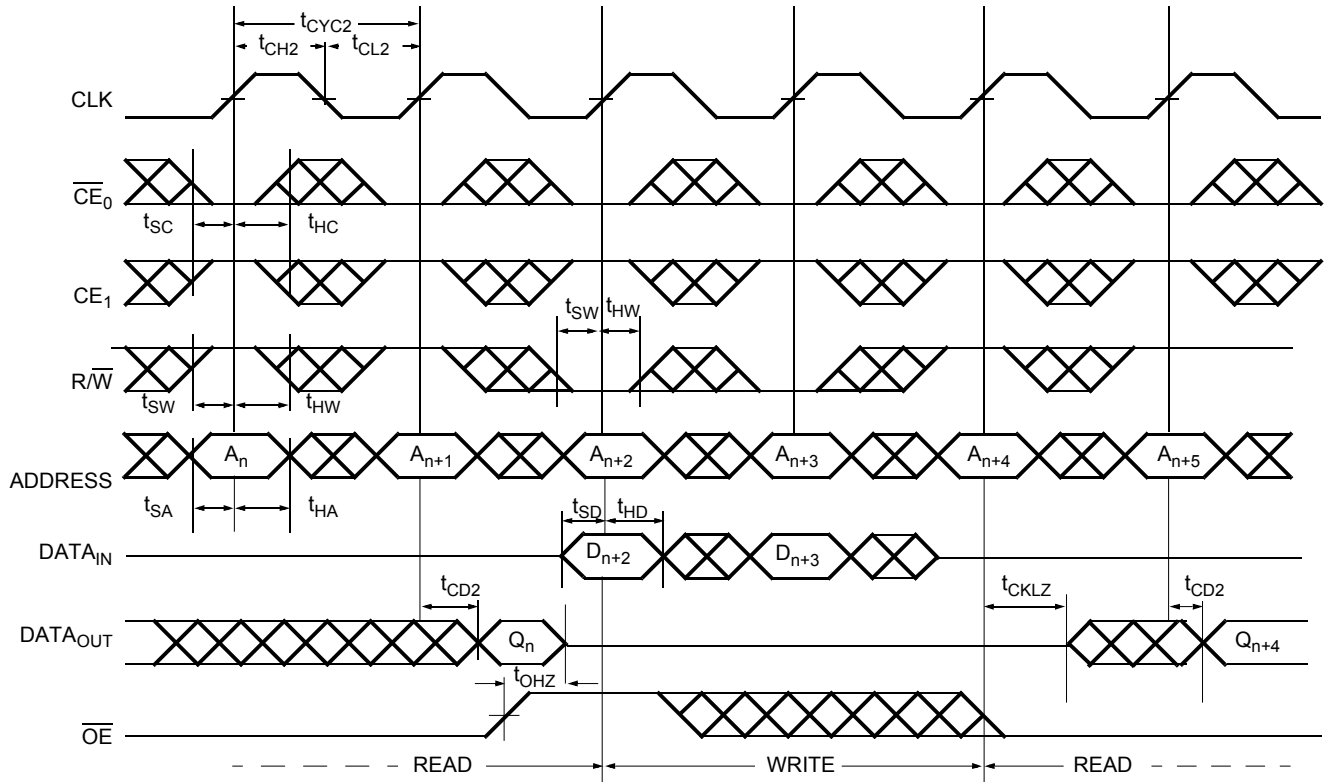 tCYC2
tCH2 tCL2
CLK
CE0
tSC tHC
CE1
tSW tHW
R/W
tSW tHW
An An+1 An+2 An+3 An+4 An+5
ADDRESS
tSA tHA tSD tHD
DATAIN Dn+2 Dn+3
tCD2 tCKLZ tCD2
DATAOUT Qn Qn+4
tOHZ
OE
READ WRITE READ